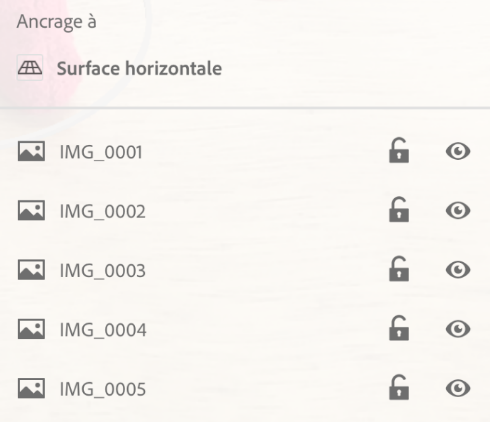 Ancrage à
Surface horizontale
IMG_0001
IMG_0002
IMG_0003
IMG_0004
IMG_0005